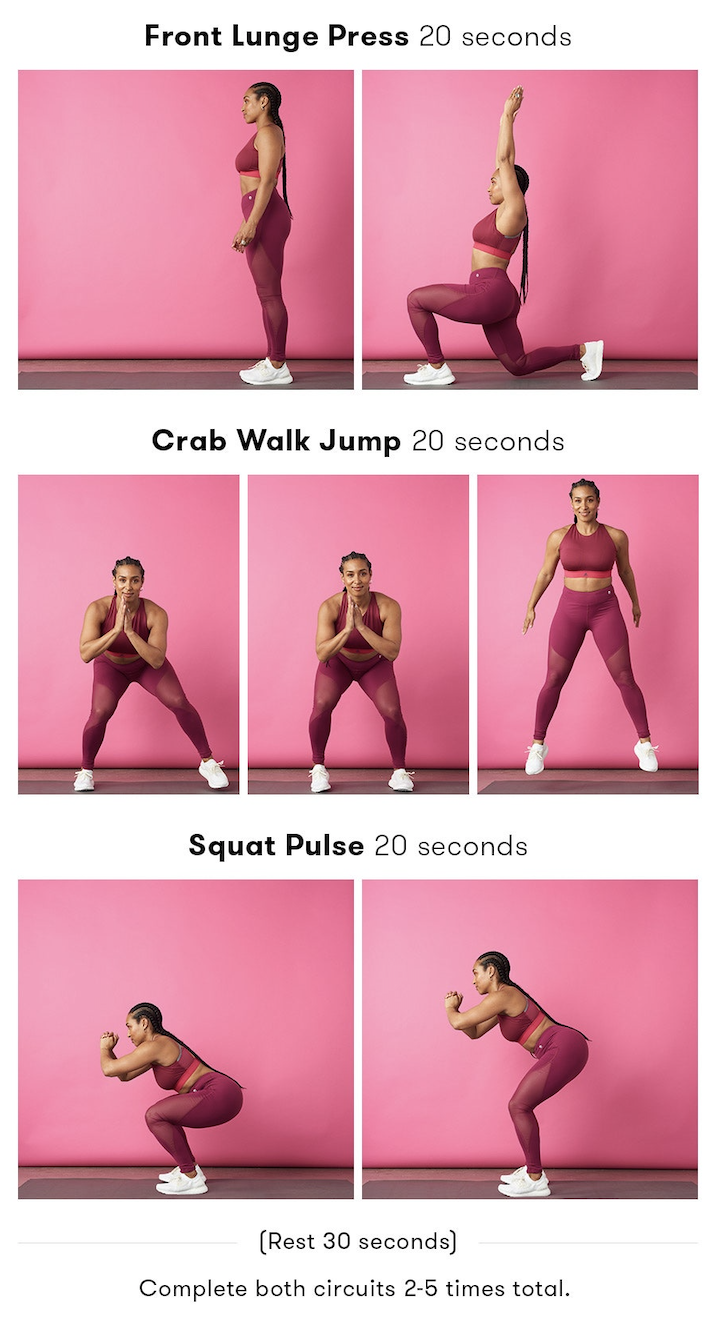 Front Lunge Press 20 seconds
Crab Walk Jump 20 seconds
Squat Pulse 20 seconds
(Rest 30 seconds)
Complete both circuits 2-5 times total.